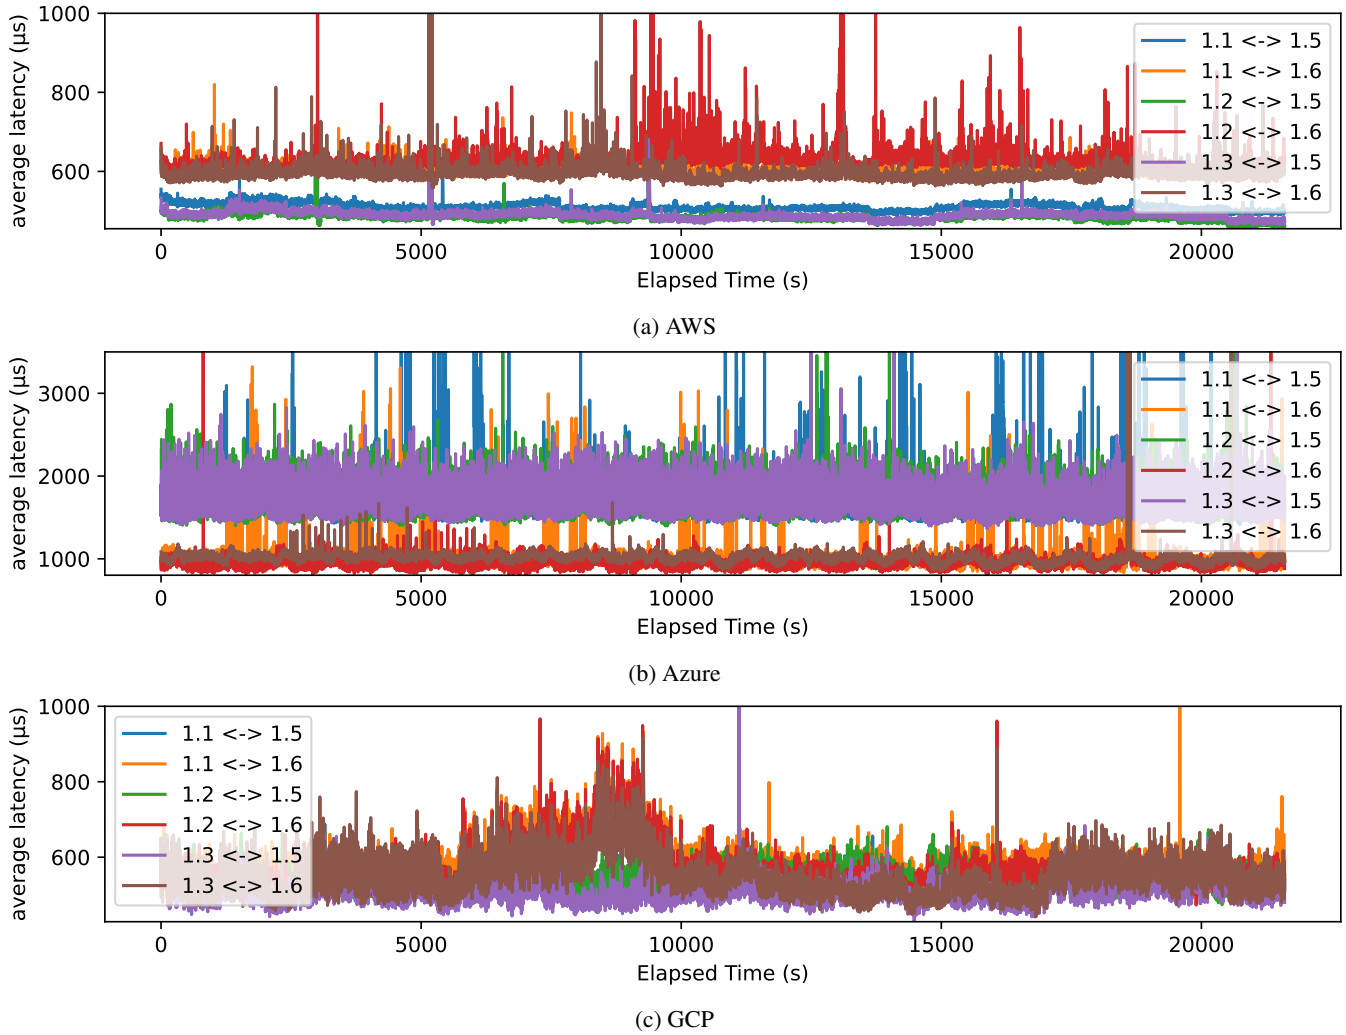 1000
800
600
average latency (µs)
0
5000
10000
15000
20000
Elapsed Time (s)
1.1 <-> 1.5
1.1 <-> 1.6
1.2 <-> 1.5
1.2 <-> 1.6
1.3 <-> 1.5
1.3 <-> 1.6
(a) AWS
3000
2000
1000
average latency (µs)
0
5000
10000
15000
20000
Elapsed Time (s)
1.1 <-> 1.5
1.1 <-> 1.6
1.2 <-> 1.5
1.2 <-> 1.6
1.3 <-> 1.5
1.3 <-> 1.6
(b) Azure
1000
800
600
average latency (µs)
1.1 <-> 1.5
1.1 <-> 1.6
1.2 <-> 1.5
1.2 <-> 1.6
1.3 <-> 1.5
1.3 <-> 1.6
0
5000
10000
15000
20000
Elapsed Time (s)
(c) GCP